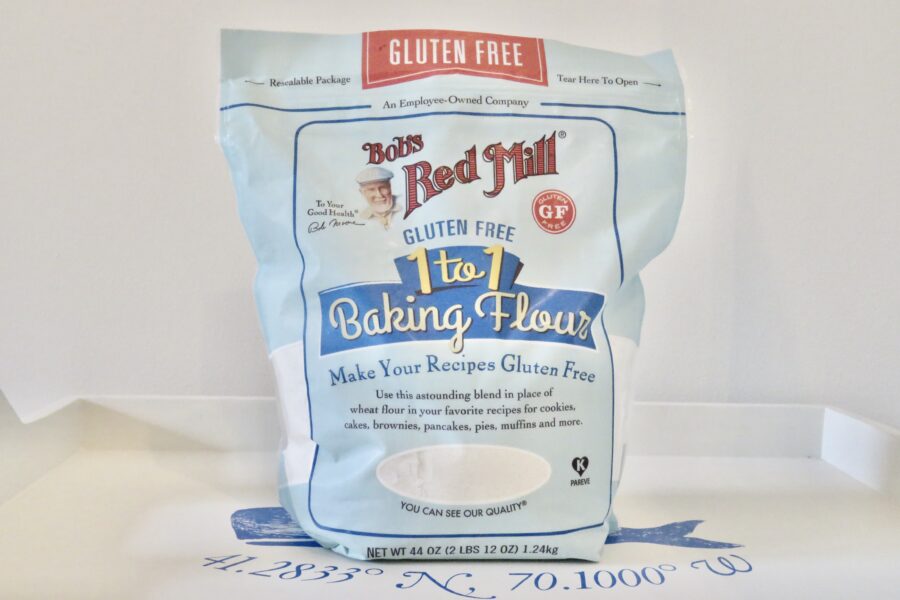 GLUTEN FREE
← Resealable Package
Tear Here To Open →
An Employee-Owned Company
Bob's
Red Mill®
To Your
Good Health®
Bob Moore
GLUTEN
GF
FREE
GLUTEN FREE
1 to 1
Baking Flour
Make Your Recipes Gluten Free
Use this astounding blend in place of
wheat flour in your favorite recipes for cookies,
cakes, brownies, pancakes, pies, muffins and more.
K
PAREVE
YOU CAN SEE OUR QUALITY®
NET WT 44 OZ (2 LBS 12 OZ) 1.24kg
41.2833° N, 70.1000° W